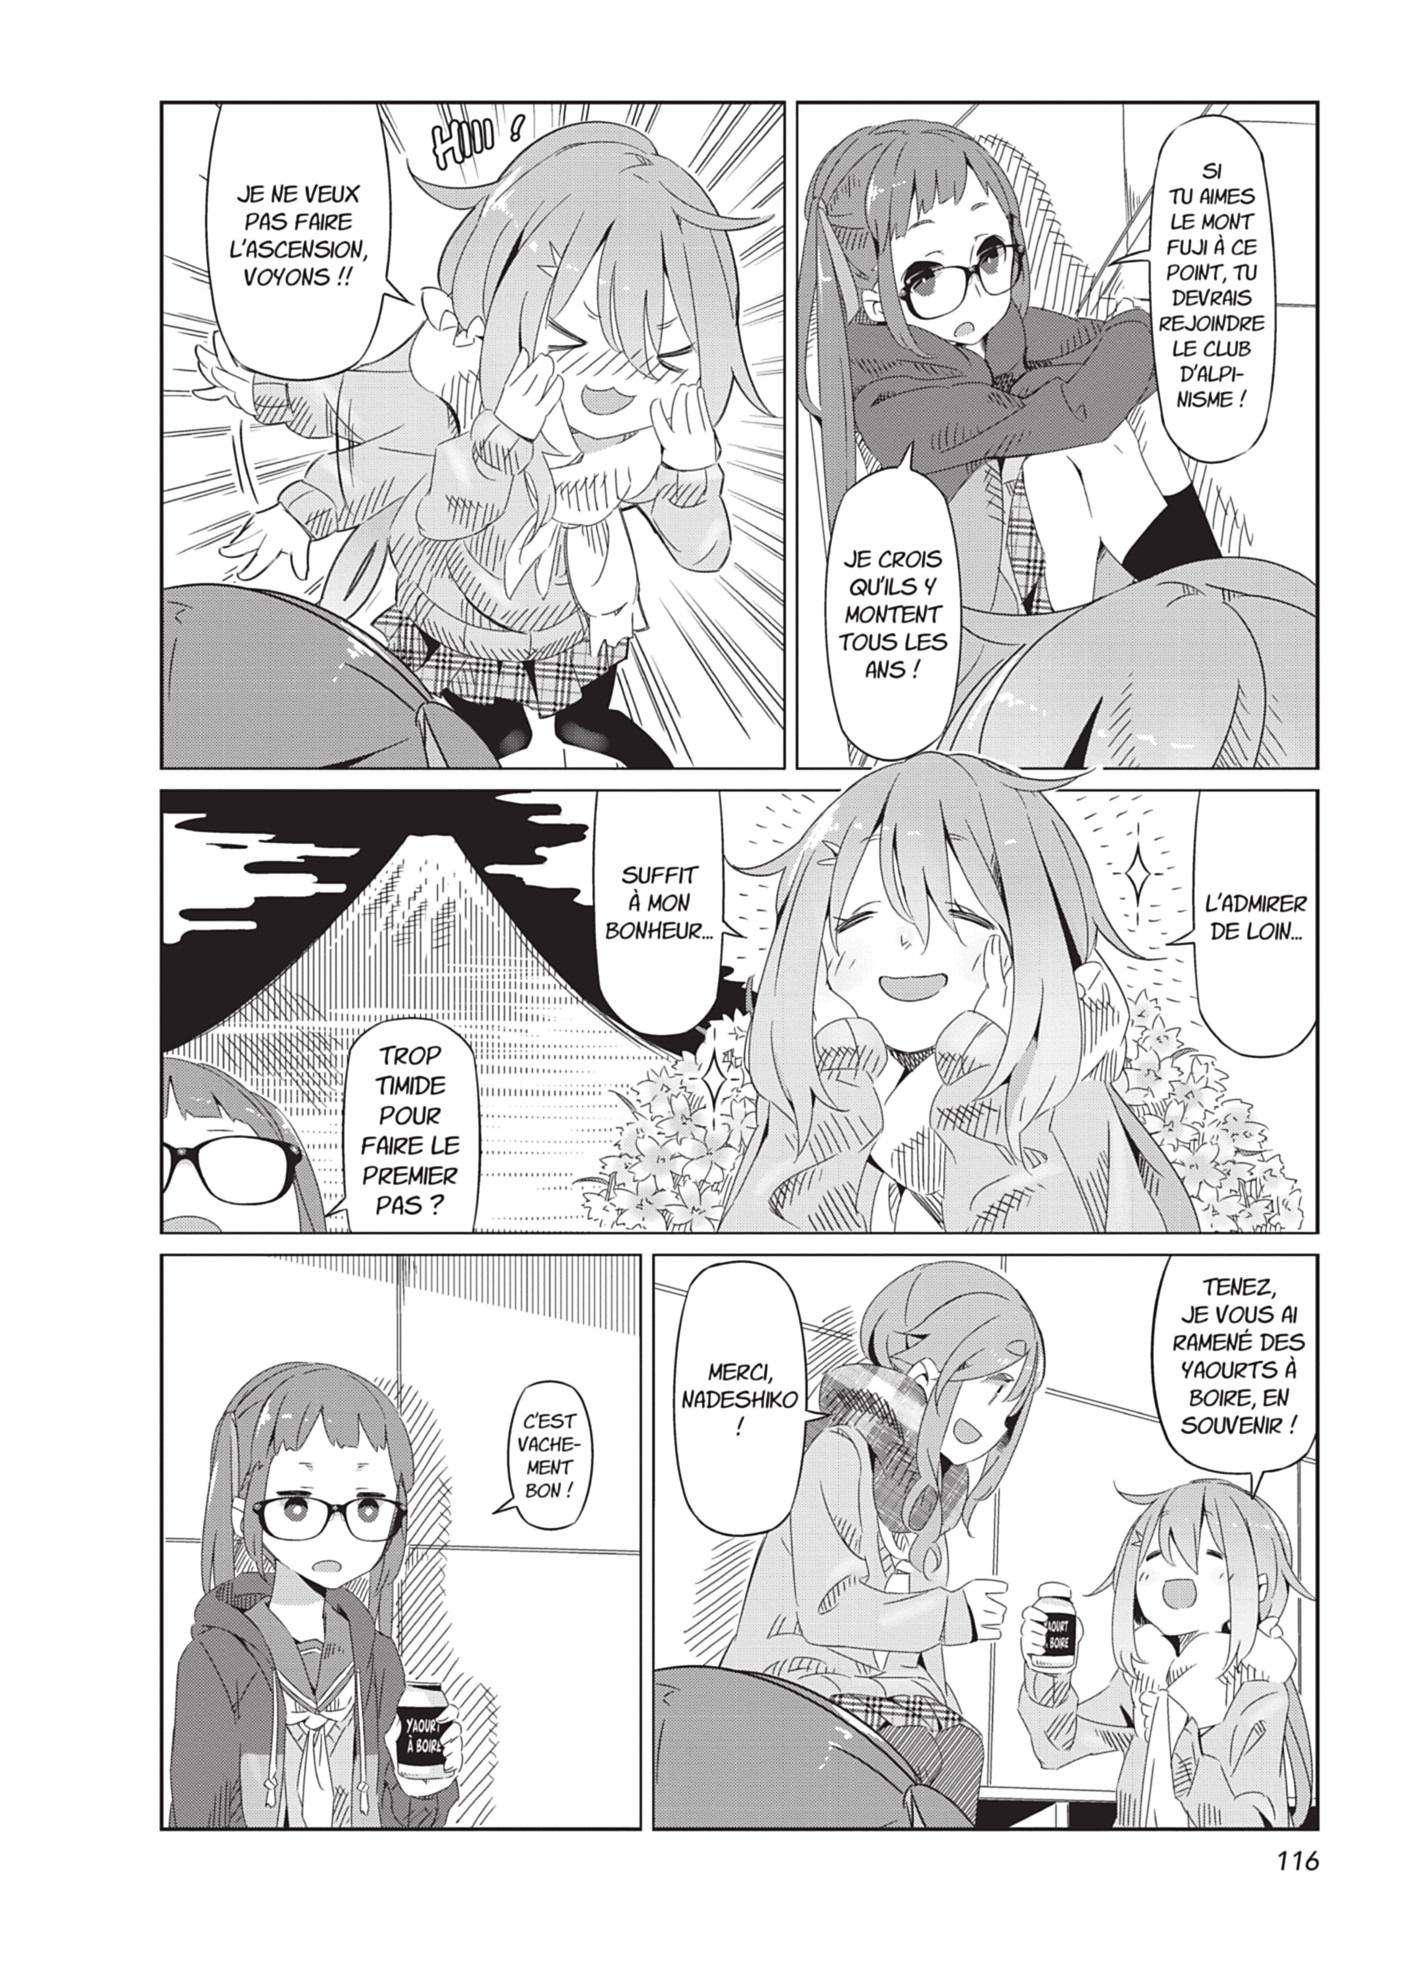 SI
TU AIMES
LE MONT
FUJI À CE
POINT, TU
DEVRAIS
REJOINDRE
LE CLUB
D'ALPI-
NISME !
JE CROIS
QU'ILS Y
MONTENT
TOUS LES
ANS !
HIII !
JE NE VEUX
PAS FAIRE
L'ASCENSION,
VOYONS !!
L'ADMIRER
DE LOIN...
SUFFIT
À MON
BONHEUR...
TROP
TIMIDE
POUR
FAIRE LE
PREMIER
PAS ?
TENEZ,
JE VOUS AI
RAMENÉ DES
YAOURTS À
BOIRE, EN
SOUVENIR !
MERCI,
NADESHIKO
!
YAOURT
À BOIRE
C'EST
VACHE-
MENT
BON !
YAOURT
À BOIRE
116